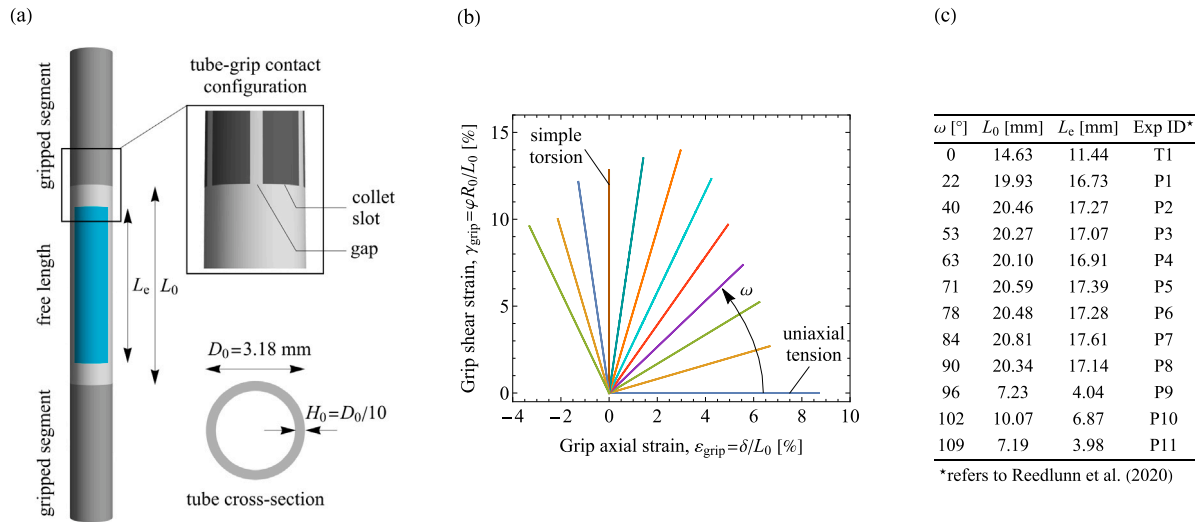 (a)
gripped segment
free length
gripped segment
tube-grip contact
configuration
collet
slot
gap
Le L0
D0=3.18 mm
H0=D0/10
tube cross-section
(b)
Grip shear strain, γgrip=φR0/L0 [%]
15
10
5
0
simple
torsion
ω
uniaxial
tension
−4 −2 0 2 4 6 8 10
Grip axial strain, εgrip=δ/L0 [%]
(c)
ω [°] L0 [mm] Le [mm] Exp ID★
0 14.63 11.44 T1
22 19.93 16.73 P1
40 20.46 17.27 P2
53 20.27 17.07 P3
63 20.10 16.91 P4
71 20.59 17.39 P5
78 20.48 17.28 P6
84 20.81 17.61 P7
90 20.34 17.14 P8
96 7.23 4.04 P9
102 10.07 6.87 P10
109 7.19 3.98 P11
★refers to Reedlunn et al. (2020)